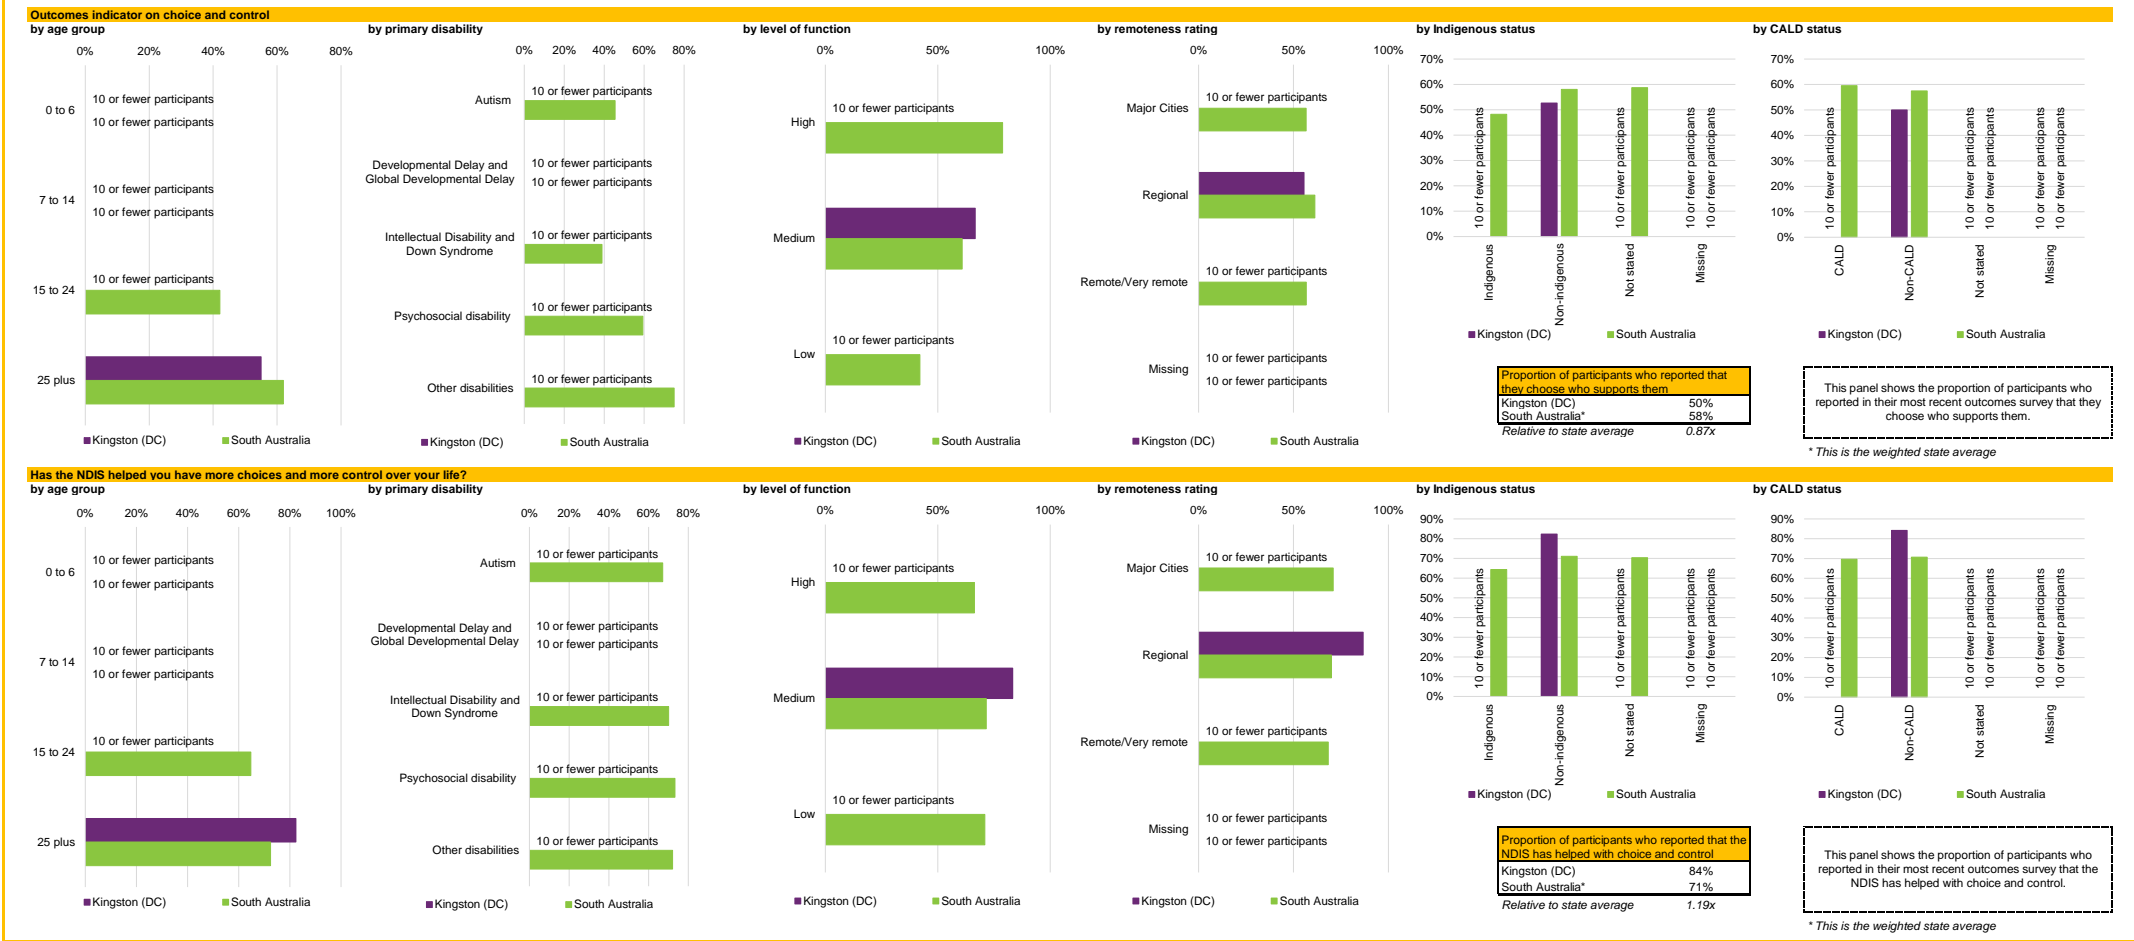 Outcomes indicator on choice and control
by age group
0% 20% 40% 60% 80%
0 to 6
10 or fewer participants
10 or fewer participants
7 to 14
10 or fewer participants
10 or fewer participants
15 to 24
10 or fewer participants
25 plus
Kingston (DC) South Australia
by primary disability
0% 20% 40% 60% 80%
Autism
10 or fewer participants
Developmental Delay and
Global Developmental Delay
10 or fewer participants
10 or fewer participants
Intellectual Disability and
Down Syndrome
10 or fewer participants
Psychosocial disability
10 or fewer participants
Other disabilities
10 or fewer participants
Kingston (DC) South Australia
by level of function
0% 50% 100%
High
10 or fewer participants
Medium
Low
10 or fewer participants
Kingston (DC) South Australia
by remoteness rating
0% 50% 100%
Major Cities
10 or fewer participants
Regional
Remote/Very remote
10 or fewer participants
Missing
10 or fewer participants
10 or fewer participants
Kingston (DC) South Australia
by Indigenous status
70%
60%
50%
40%
30%
20%
10%
0%
10 or fewer participants
10 or fewer participants
10 or fewer participants
10 or fewer participants
Indigenous
Non-indigenous
Not stated
Missing
Kingston (DC) South Australia
Proportion of participants who reported that
they choose who supports them
Kingston (DC) 50%
South Australia* 58%
Relative to state average 0.87x
by CALD status
70%
60%
50%
40%
30%
20%
10%
0%
10 or fewer participants
10 or fewer participants
10 or fewer participants
10 or fewer participants
10 or fewer participants
CALD
Non-CALD
Not stated
Missing
Kingston (DC) South Australia
This panel shows the proportion of participants who
reported in their most recent outcomes survey that they
choose who supports them.
* This is the weighted state average
Has the NDIS helped you have more choices and more control over your life?
by age group
0% 20% 40% 60% 80% 100%
0 to 6
10 or fewer participants
10 or fewer participants
7 to 14
10 or fewer participants
10 or fewer participants
15 to 24
10 or fewer participants
25 plus
Kingston (DC) South Australia
by primary disability
0% 20% 40% 60% 80%
Autism
10 or fewer participants
Developmental Delay and
Global Developmental Delay
10 or fewer participants
10 or fewer participants
Intellectual Disability and
Down Syndrome
10 or fewer participants
Psychosocial disability
10 or fewer participants
Other disabilities
10 or fewer participants
Kingston (DC) South Australia
by level of function
0% 50% 100%
High
10 or fewer participants
Medium
Low
10 or fewer participants
Kingston (DC) South Australia
by remoteness rating
0% 50% 100%
Major Cities
10 or fewer participants
Regional
Remote/Very remote
10 or fewer participants
Missing
10 or fewer participants
10 or fewer participants
Kingston (DC) South Australia
by Indigenous status
90%
80%
70%
60%
50%
40%
30%
20%
10%
0%
10 or fewer participants
10 or fewer participants
10 or fewer participants
10 or fewer participants
Indigenous
Non-indigenous
Not stated
Missing
Kingston (DC) South Australia
Proportion of participants who reported that the
NDIS has helped with choice and control
Kingston (DC) 84%
South Australia* 71%
Relative to state average 1.19x
by CALD status
90%
80%
70%
60%
50%
40%
30%
20%
10%
0%
10 or fewer participants
10 or fewer participants
10 or fewer participants
10 or fewer participants
10 or fewer participants
CALD
Non-CALD
Not stated
Missing
Kingston (DC) South Australia
This panel shows the proportion of participants who
reported in their most recent outcomes survey that the
NDIS has helped with choice and control.
* This is the weighted state average